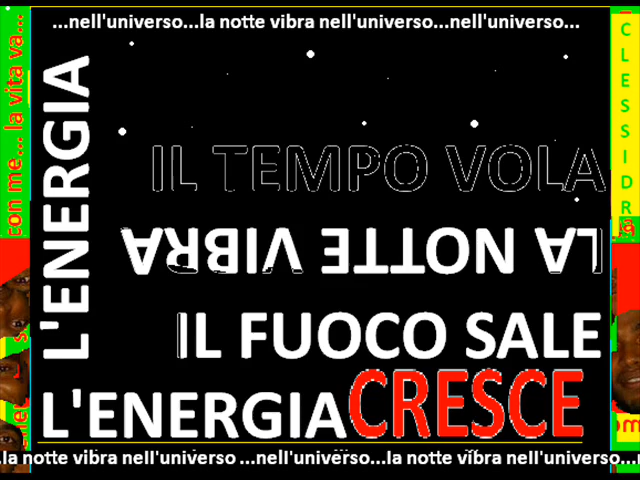 ...nell'universo...la notte vibra nell'universo...nell'universo...
con me... la vita va...
L'ENERGIA
IL TEMPO VOLA
LA NOTTE VIBRA
IL FUOCO SALE
L'ENERGIA CRESCE
CLESSIDR
..la notte vibra nell'universo ...nell'universo...la notte vibra nell'universo...